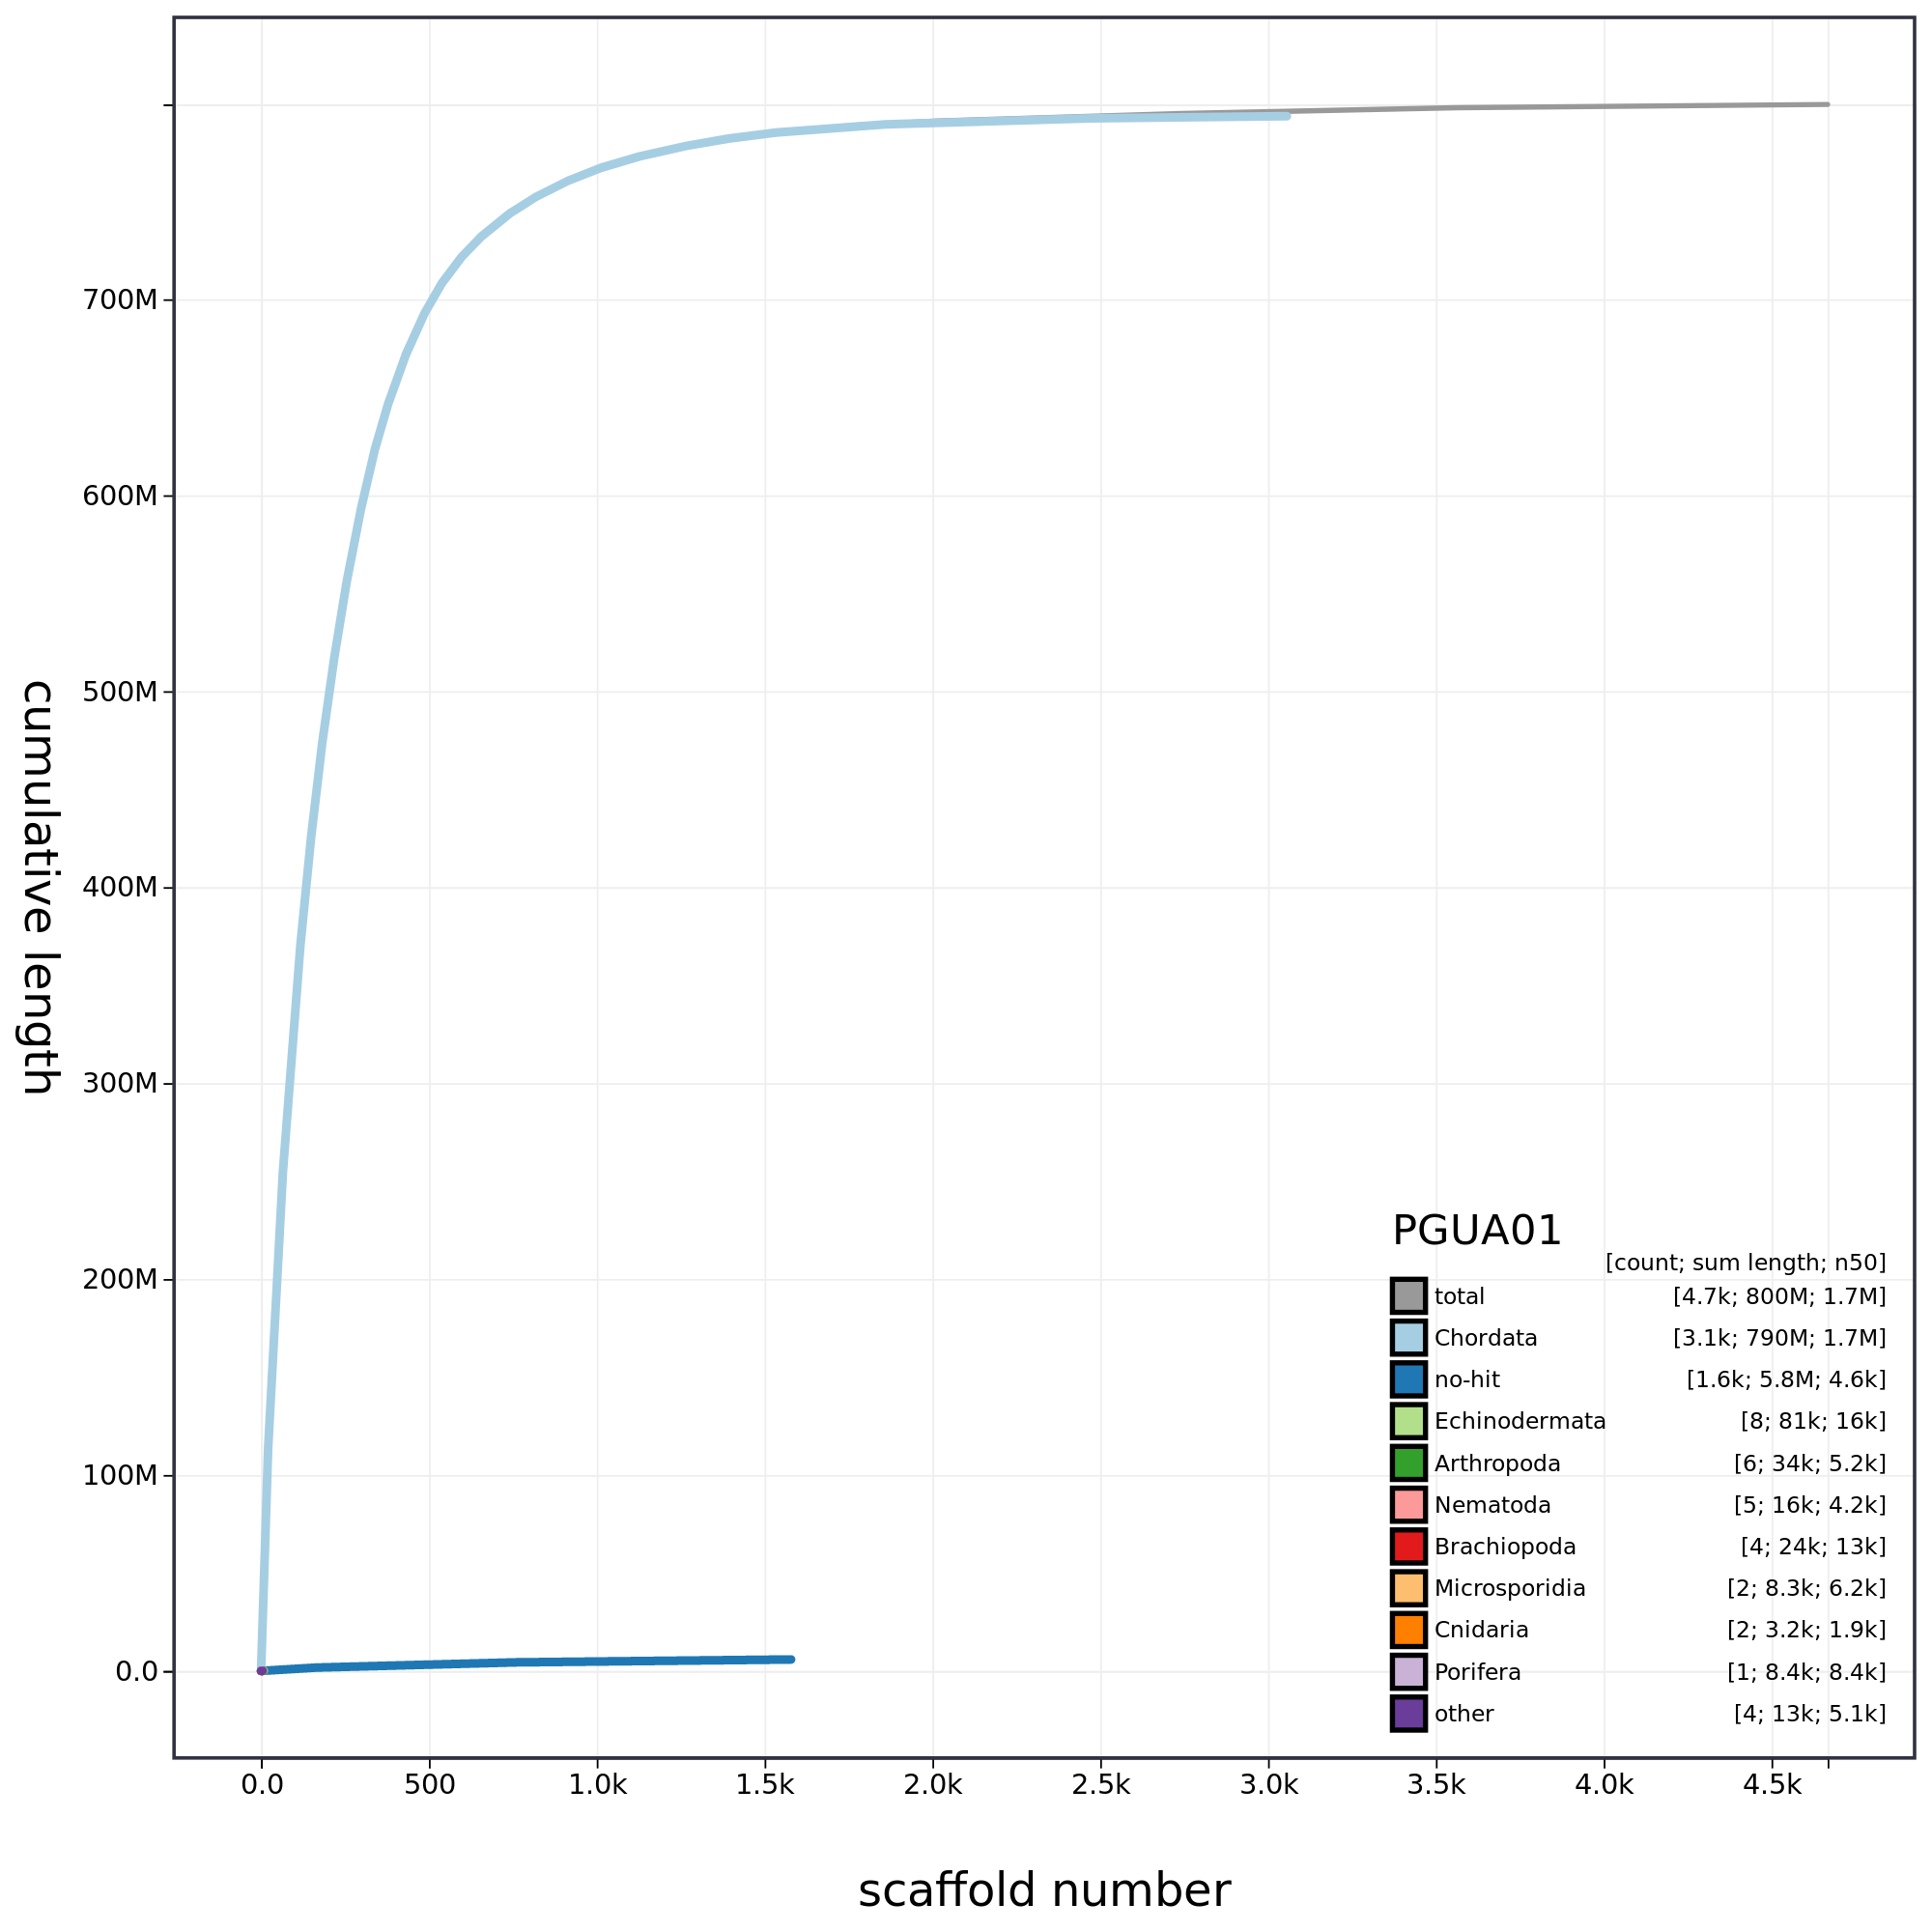 cumulative length
700M
600M
500M
400M
300M
200M
100M
0.0
PGUA01
[count; sum length; n50]
total [4.7k; 800M; 1.7M]
Chordata [3.1k; 790M; 1.7M]
no-hit [1.6k; 5.8M; 4.6k]
Echinodermata [8; 81k; 16k]
Arthropoda [6; 34k; 5.2k]
Nematoda [5; 16k; 4.2k]
Brachiopoda [4; 24k; 13k]
Microsporidia [2; 8.3k; 6.2k]
Cnidaria [2; 3.2k; 1.9k]
Porifera [1; 8.4k; 8.4k]
other [4; 13k; 5.1k]
0.0 500 1.0k 1.5k 2.0k 2.5k 3.0k 3.5k 4.0k 4.5k
scaffold number